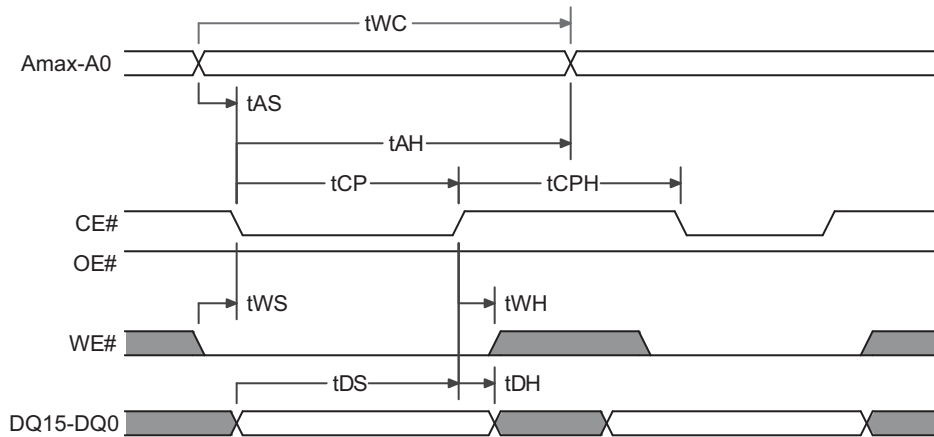 tWC
Amax-A0
tAS
tAH
tCP tCPH
CE#
OE#
tWS tWH
WE#
tDS tDH
DQ15-DQ0